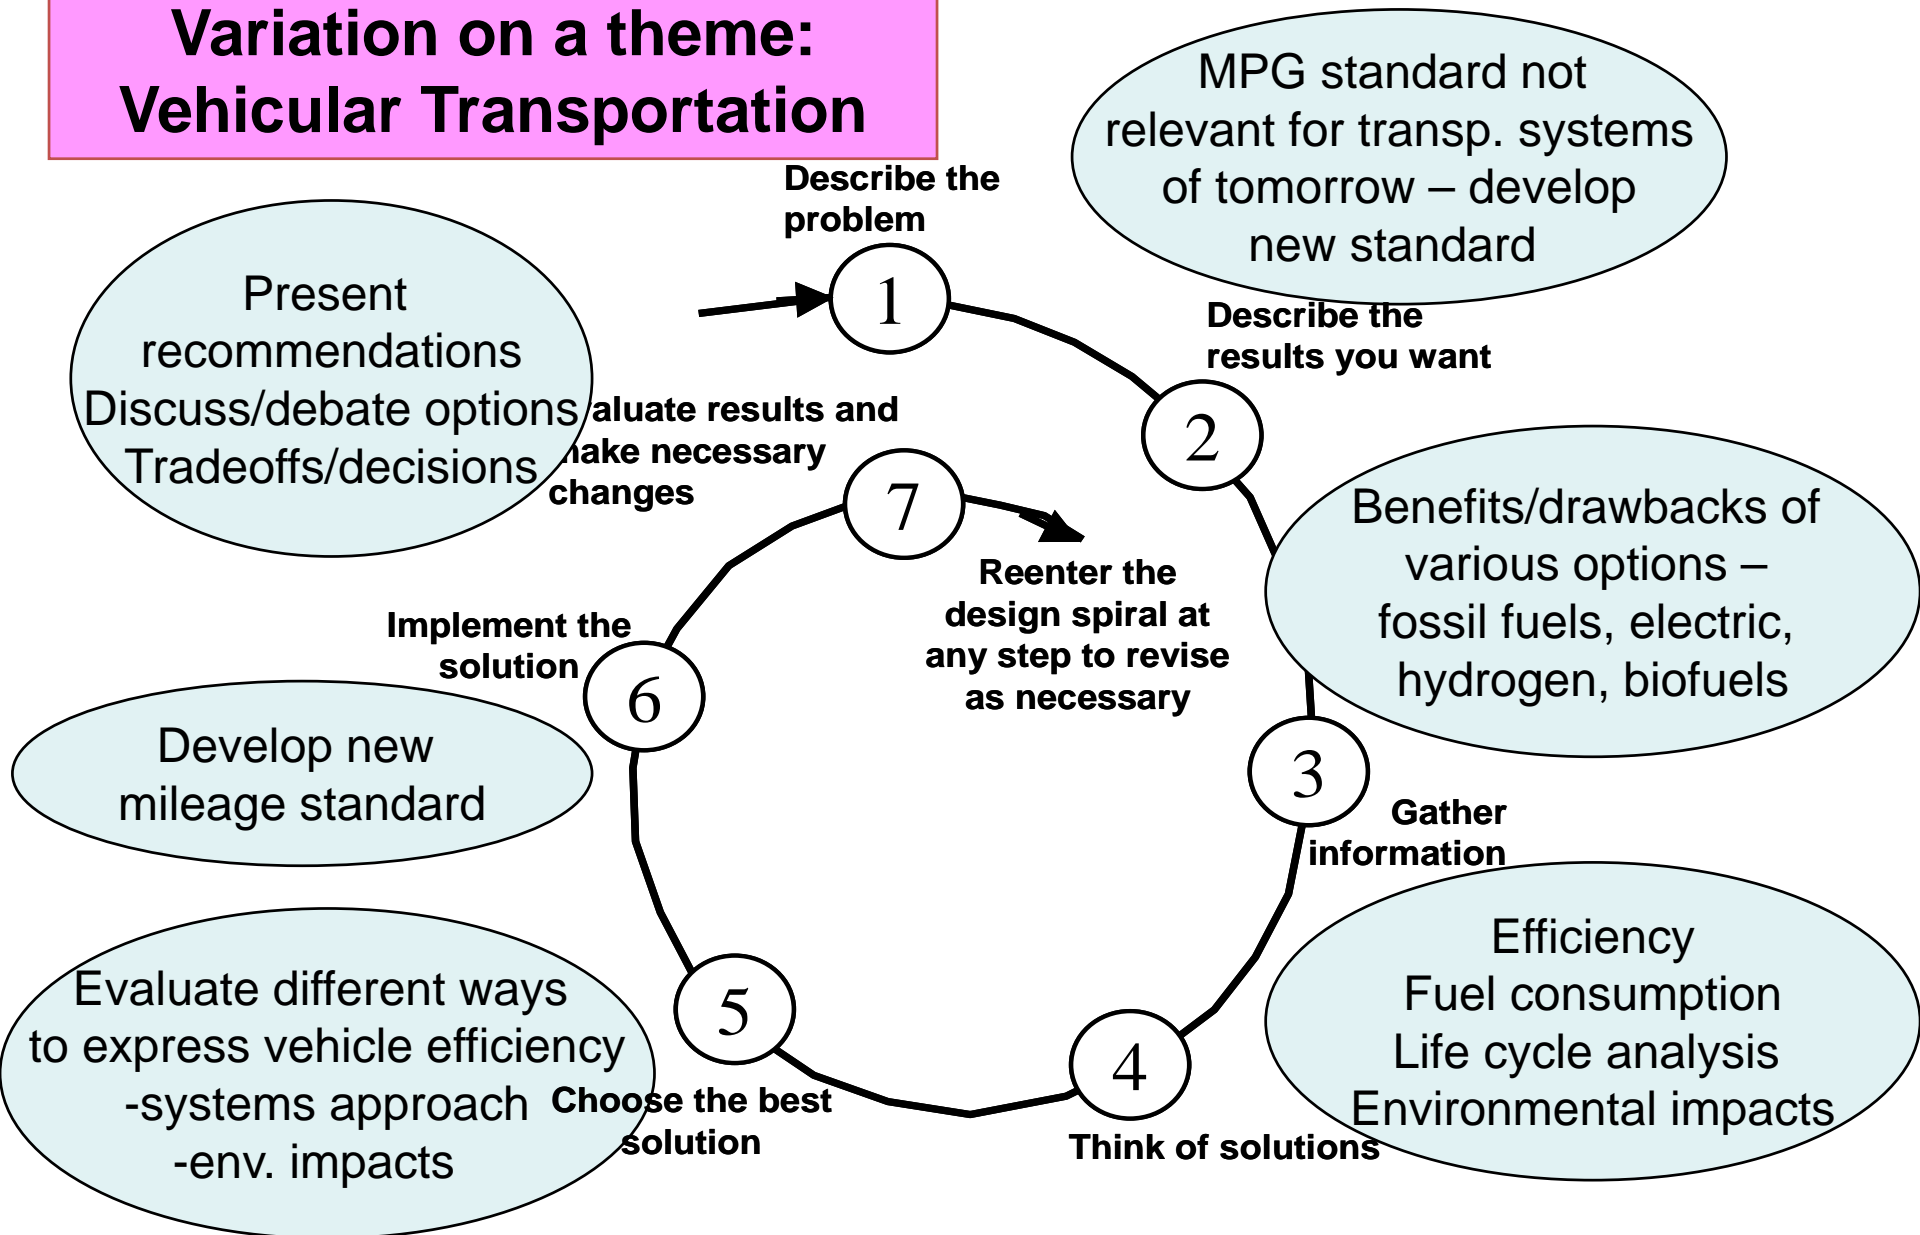 Variation on a theme:
Vehicular Transportation
MPG standard not
relevant for transp. systems
of tomorrow – develop
new standard
Describe the
problem
1
Describe the
results you want
2
Benefits/drawbacks of
various options –
fossil fuels, electric,
hydrogen, biofuels
3
Gather
information
Efficiency
Fuel consumption
Life cycle analysis
Environmental impacts
4
Think of solutions
5
Choose the best
solution
Evaluate different ways
to express vehicle efficiency
-systems approach
-env. impacts
Implement the
solution
6
Develop new
mileage standard
Present
recommendations
Discuss/debate options
Tradeoffs/decisions
aluate results and
ake necessary
changes
7
Reenter the
design spiral at
any step to revise
as necessary